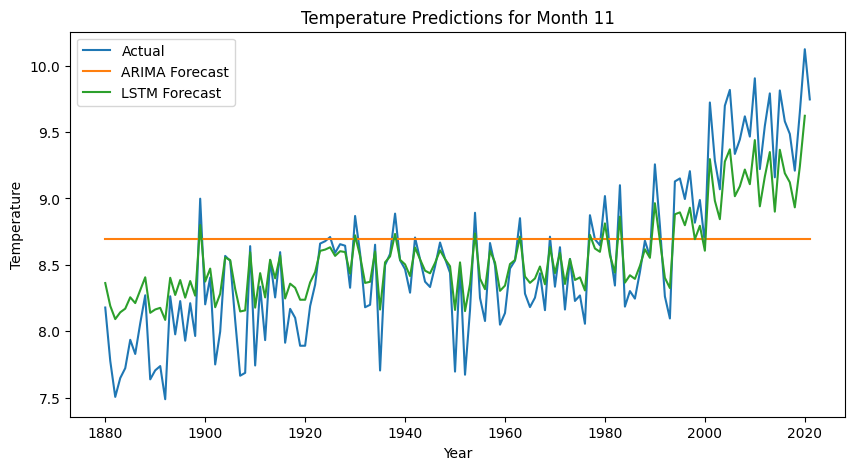 Temperature Predictions for Month 11
Actual
ARIMA Forecast
LSTM Forecast
Temperature
10.0
9.5
9.0
8.5
8.0
7.5
1880
1900
1920
1940
1960
1980
2000
2020
Year